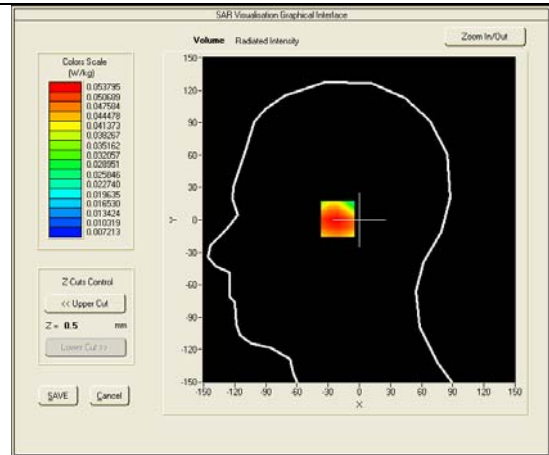 SAR Visualisation Graphical Interface
Volume Radiated Intensity
Zoom In/Out
Colors Scale
(W/kg)
0.053795
0.050689
0.047584
0.044478
0.041373
0.038267
0.035162
0.032057
0.028951
0.025846
0.022740
0.019635
0.016530
0.013424
0.010319
0.007213
Z Cuts Control
<< Upper Cut
Z = 0.5 mm
Lower Cut >>
SAVE
Cancel
150
120
90
60
30
0
-30
-60
-90
-120
-150
Y
-150 -120 -90 -60 -30 0 30 60 90 120 150
X